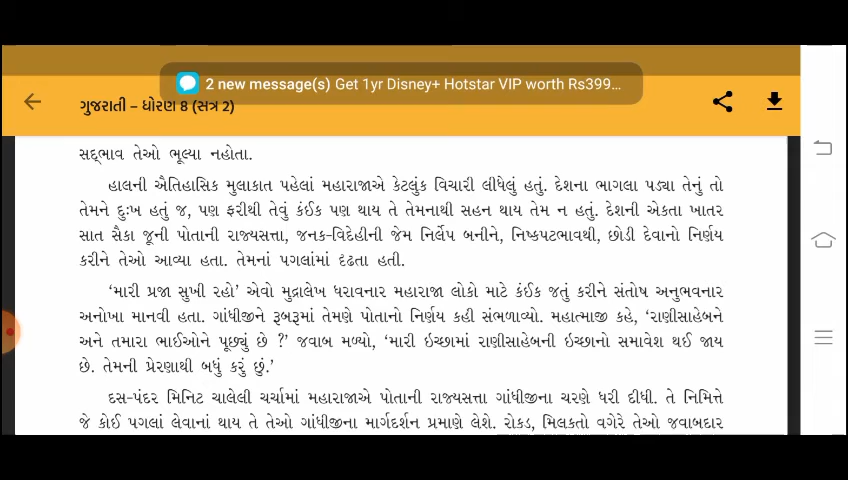 2 new message(s) Get 1yr Disney+ Hotstar VIP worth Rs399...
ગુજરાતી – ધોરણ 8 (સત્ર 2)
સદ્ભાવ તેઓ ભૂલ્યા નહોતા.
હાલની ઐતિહાસિક મુલાકાત પહેલાં મહારાજાએ કેટલુંક વિચારી લીધેલું હતું. દેશના ભાગલા પડ્યા તેનું તો
તેમને દુઃખ હતું જ, પણ ફરીથી તેવું કંઈક પણ થાય તે તેમનાથી સહન થાય તેમ ન હતું. દેશની એકતા ખાતર
સાત સૈકા જૂની પોતાની રાજ્યસત્તા, જનક-વિદેહીની જેમ નિર્લેપ બનીને, નિષ્કપટભાવથી, છોડી દેવાનો નિર્ણય
કરીને તેઓ આવ્યા હતા. તેમનાં પગલાંમાં દૃઢતા હતી.
‘મારી પ્રજા સુખી રહો’ એવો મુદ્રાલેખ ધરાવનાર મહારાજા લોકો માટે કંઈક જતું કરીને સંતોષ અનુભવનાર
અનોખા માનવી હતા. ગાંધીજીને રૂબરૂમાં તેમણે પોતાનો નિર્ણય કહી સંભળાવ્યો. મહાત્માજી કહે, ‘રાણીસાહેબને
અને તમારા ભાઈઓને પૂછ્યું છે ?’ જવાબ મળ્યો, ‘મારી ઇચ્છામાં રાણીસાહેબની ઇચ્છાનો સમાવેશ થઈ જાય
છે. તેમની પ્રેરણાથી બધું કરું છું.’
દસ-પંદર મિનિટ ચાલેલી ચર્ચામાં મહારાજાએ પોતાની રાજ્યસત્તા ગાંધીજીના ચરણે ધરી દીધી. તે નિમિત્તે
જે કોઈ પગલાં લેવાનાં થાય તે તેઓ ગાંધીજીના માર્ગદર્શન પ્રમાણે લેશે. રોકડ, મિલકતો વગેરે તેઓ જવાબદાર